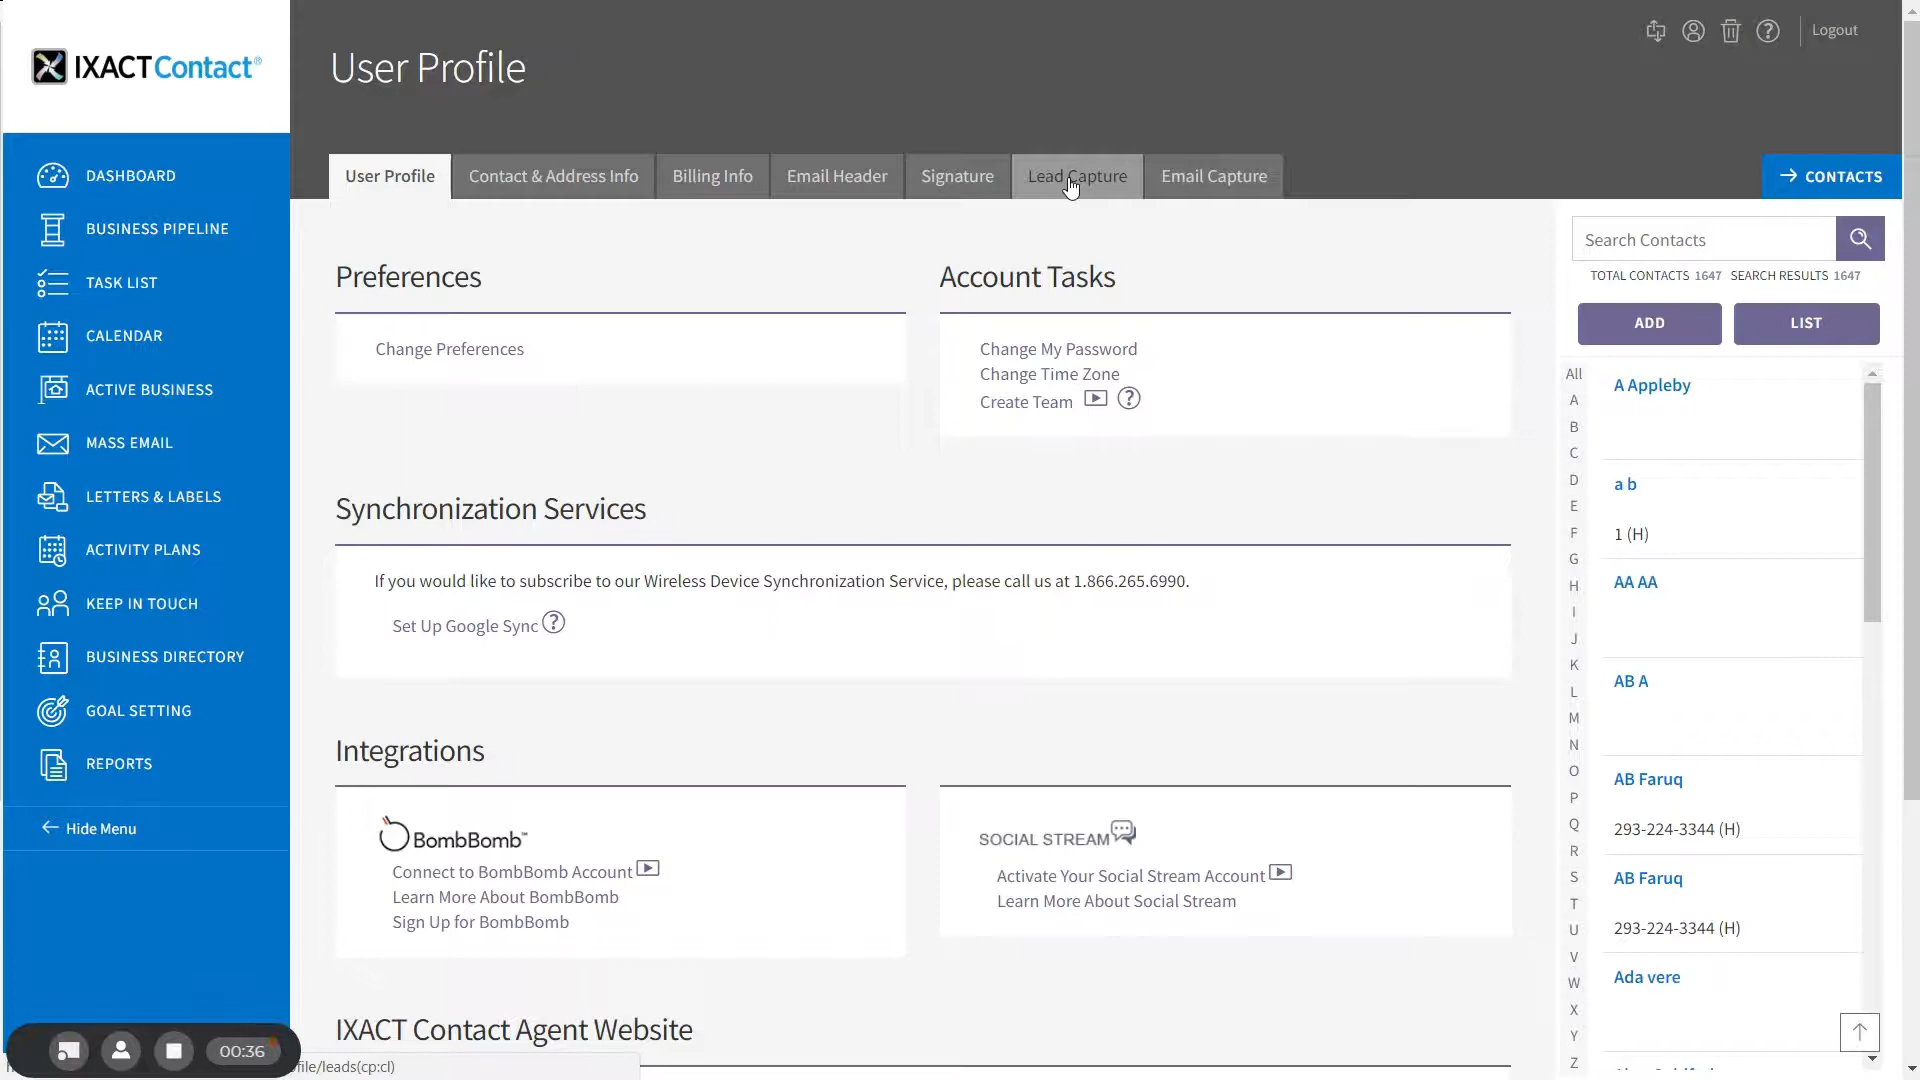 IXACTContact®
User Profile
Logout
User Profile
Contact & Address Info
Billing Info
Email Header
Signature
Lead Capture
Email Capture
CONTACTS
DASHBOARD
BUSINESS PIPELINE
TASK LIST
CALENDAR
ACTIVE BUSINESS
MASS EMAIL
LETTERS & LABELS
ACTIVITY PLANS
KEEP IN TOUCH
BUSINESS DIRECTORY
GOAL SETTING
REPORTS
Hide Menu
00:36
file/leads(cp:cl)
Preferences
Change Preferences
Account Tasks
Change My Password
Change Time Zone
Create Team
Synchronization Services
If you would like to subscribe to our Wireless Device Synchronization Service, please call us at 1.866.265.6990.
Set Up Google Sync
Integrations
BombBomb™
Connect to BombBomb Account
Learn More About BombBomb
Sign Up for BombBomb
SOCIAL STREAM
Activate Your Social Stream Account
Learn More About Social Stream
IXACT Contact Agent Website
Search Contacts
TOTAL CONTACTS 1647 SEARCH RESULTS 1647
ADD
LIST
All
A
B
C
D
E
F
G
H
I
J
K
L
M
N
O
P
Q
R
S
T
U
V
W
X
Y
Z
A Appleby
a b
1 (H)
AA AA
AB A
AB Faruq
293-224-3344 (H)
AB Faruq
293-224-3344 (H)
Ada vere